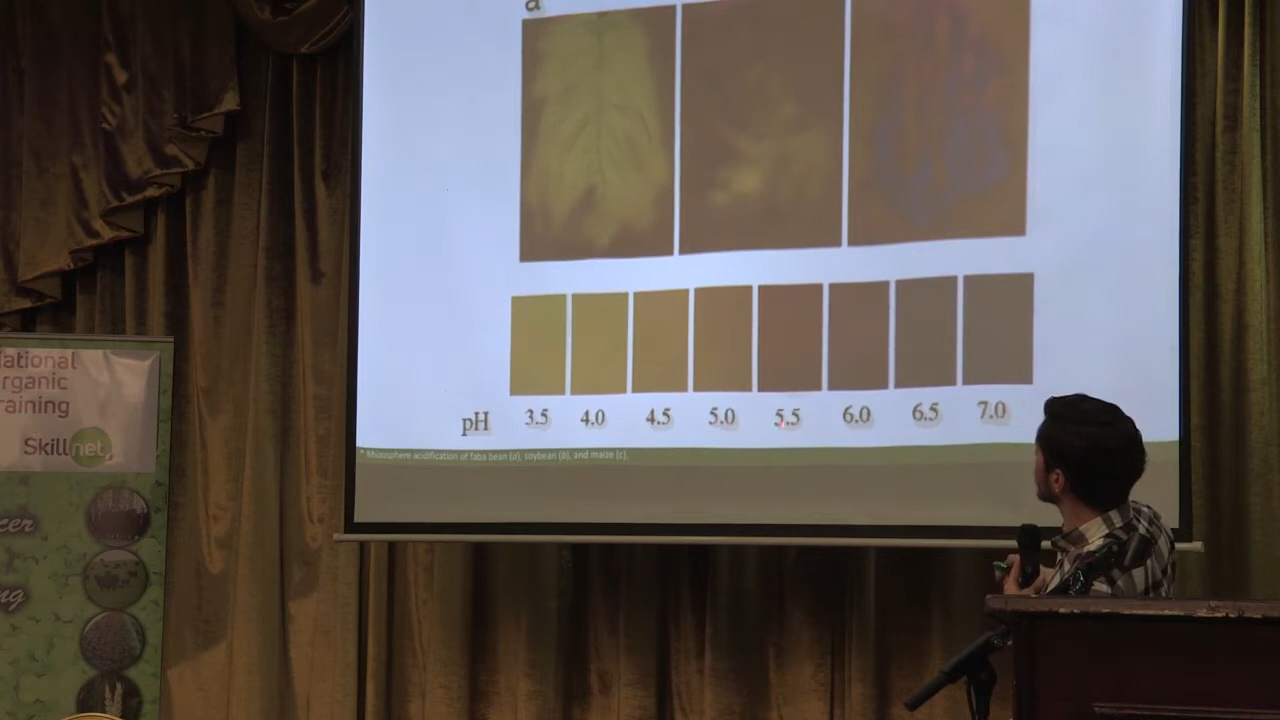 a
pH 3.5 4.0 4.5 5.0 5.5 6.0 6.5 7.0
* Rhizosphere acidification of faba bean (a), soybean (b), and maize (c).
National
rganic
raining
Skillnet
cer
ng